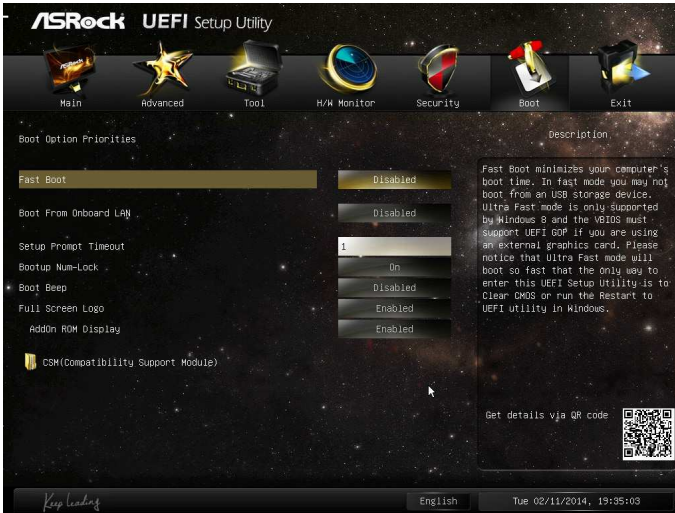 ASRock UEFI Setup Utility
Main Advanced Tool H/W Monitor Security Boot Exit
Boot Option Priorities
Fast Boot Disabled
Boot From Onboard LAN Disabled
Setup Prompt Timeout 1
Bootup Num-Lock On
Boot Beep Disabled
Full Screen Logo Enabled
AddOn ROM Display Enabled
CSM(Compatibility Support Module)
Description
Fast Boot minimizes your computer's
boot time. In fast mode you may not
boot from an USB storage device.
Ultra Fast mode is only supported
by Windows 8 and the VBIOS must
support UEFI GOP if you are using
an external graphics card. Please
notice that Ultra Fast mode will
boot so fast that the only way to
enter this UEFI Setup Utility is to
Clear CMOS or run the Restart to
UEFI utility in Windows.
Get details via QR code
Keep Leading
English
Tue 02/11/2014, 19:35:03